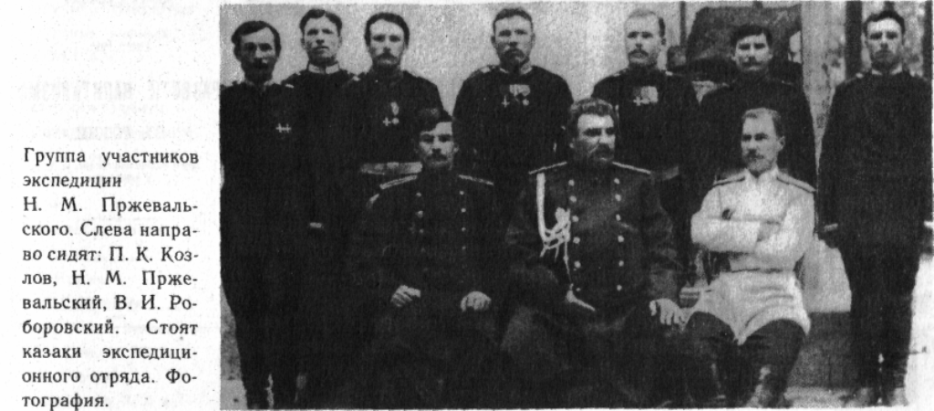 Группа участников
экспедиции
Н. М. Пржеваль-
ского. Слева напра-
во сидят: П. К. Коз-
лов, Н. М. Прже-
вальский, В. И. Ро-
боровский. Стоят
казаки экспедици-
онного отряда. Фо-
тография.